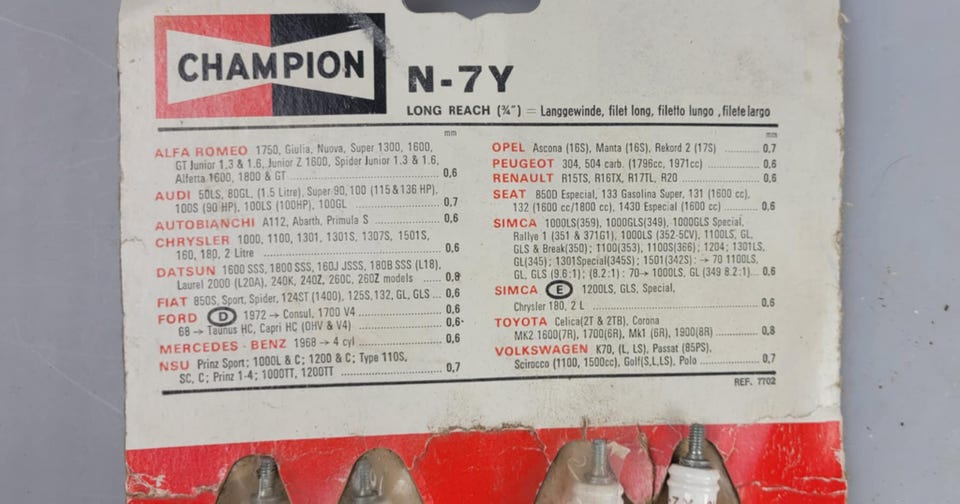 CHAMPION
N-7Y
LONG REACH (¾") = Langgewinde, filet long, filetto lungo, filete largo
mm
ALFA ROMEO 1750, Giulia, Nuova, Super 1300, 1600,
GT Junior 1.3 & 1.6, Junior Z 1600, Spider Junior 1.3 & 1.6,
Alfetta 1600, 1800 & GT 0,6
AUDI 50LS, 80GL, (1.5 Litre), Super 90, 100 (115 & 136 HP),
100S (90 HP), 100LS (100HP), 100GL 0,7
AUTOBIANCHI A112, Abarth, Primula S 0,6
CHRYSLER 1000, 1100, 1301, 1301S, 1307S, 1501S,
160, 180, 2 Litre 0,6
DATSUN 1600 SSS, 1800 SSS, 160J JSSS, 180B SSS (L18),
Laurel 2000 (L20A), 240K, 240Z, 260C, 260Z models 0,8
FIAT 850S, Sport, Spider, 124ST (1400), 125S, 132, GL, GLS 0,6
FORD D 1972 → Consul, 1700 V4 0,6
68 → Taunus HC, Capri HC (OHV & V4) 0,6
MERCEDES-BENZ 1968 → 4 cyl 0,6
NSU Prinz Sport; 1000L & C; 1200 & C; Type 110S,
SC, C; Prinz 1-4; 1000TT, 1200TT 0,7
mm
OPEL Ascona (16S), Manta (16S), Rekord 2 (17S) 0,7
PEUGEOT 304, 504 carb. (1796cc, 1971cc) 0,6
RENAULT R15TS, R16TX, R17TL, R20 0,6
SEAT 850D Especial, 133 Gasolina Super, 131 (1600 cc),
132 (1600 cc/1800 cc), 1430 Especial (1600 cc) 0,6
SIMCA 1000LS(359), 1000GLS(349), 1000GLS Special,
Rallye 1 (351 & 371G1), 1000LS (352-5CV), 1100LS, GL,
GLS & Break(350); 1100(353), 1100S(366); 1204; 1301LS,
GL(345); 1301Special(345S); 1501(342S): → 70 1100LS,
GL, GLS (9.6:1); (8.2:1): 70 → 1000LS, GL (349 8.2:1) 0,6
SIMCA E 1200LS, GLS, Special,
Chrysler 180, 2 L 0,6
TOYOTA Celica(2T & 2TB), Corona
MK2 1600(7R), 1700(6R), Mk1 (6R), 1900(8R) 0,8
VOLKSWAGEN K70, (L, LS), Passat (85PS),
Scirocco (1100, 1500cc), Golf(S,L,LS), Polo 0,7
REF. 7702